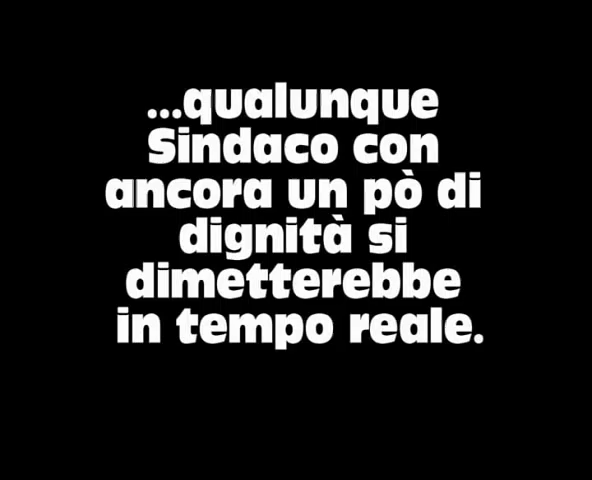 ...qualunque
Sindaco con
ancora un pò di
dignità si
dimetterebbe
in tempo reale.